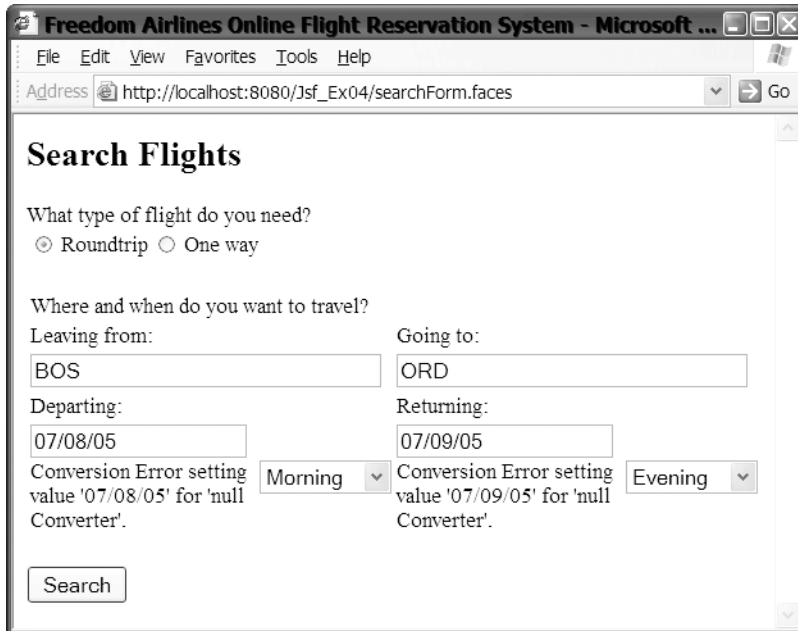 Freedom Airlines Online Flight Reservation System - Microsoft ...
File Edit View Favorites Tools Help
Address http://localhost:8080/Jsf_Ex04/searchForm.faces Go
Search Flights
What type of flight do you need?
Roundtrip One way
Where and when do you want to travel?
Leaving from: Going to:
BOS ORD
Departing: Returning:
07/08/05 07/09/05
Conversion Error setting value '07/08/05' for 'null Converter'.
Morning
Conversion Error setting value '07/09/05' for 'null Converter'.
Evening
Search